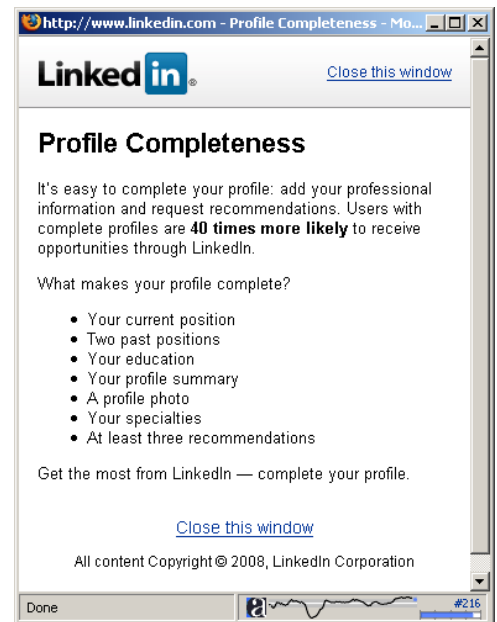 http://www.linkedin.com - Profile Completeness - Mo...
Linked in ®
Close this window
Profile Completeness
It's easy to complete your profile: add your professional
information and request recommendations. Users with
complete profiles are 40 times more likely to receive
opportunities through LinkedIn.
What makes your profile complete?
• Your current position
• Two past positions
• Your education
• Your profile summary
• A profile photo
• Your specialties
• At least three recommendations
Get the most from LinkedIn — complete your profile.
Close this window
All content Copyright © 2008, LinkedIn Corporation
Done
a
#216